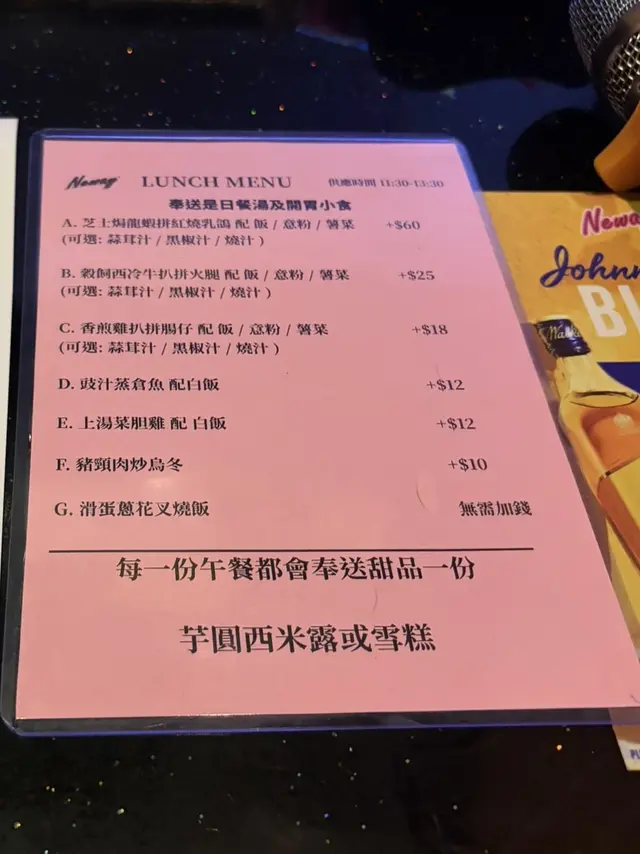 Neway LUNCH MENU 供應時間 11:30-13:30
奉送是日餐湯及開胃小食
A. 芝士焗龍蝦拼紅燒乳鴿 配 飯 / 意粉 / 薯菜 +$60
(可選: 蒜茸汁 / 黑椒汁 / 燒汁 )
B. 穀飼西冷牛扒拼火腿 配 飯 / 意粉 / 薯菜 +$25
(可選: 蒜茸汁 / 黑椒汁 / 燒汁 )
C. 香煎雞扒拼腸仔 配 飯 / 意粉 / 薯菜 +$18
(可選: 蒜茸汁 / 黑椒汁 / 燒汁 )
D. 豉汁蒸倉魚 配白飯 +$12
E. 上湯菜胆雞 配 白飯 +$12
F. 豬頸肉炒烏冬 +$10
G. 滑蛋蔥花叉燒飯 無需加錢
每一份午餐都會奉送甜品一份
芋圓西米露或雪糕